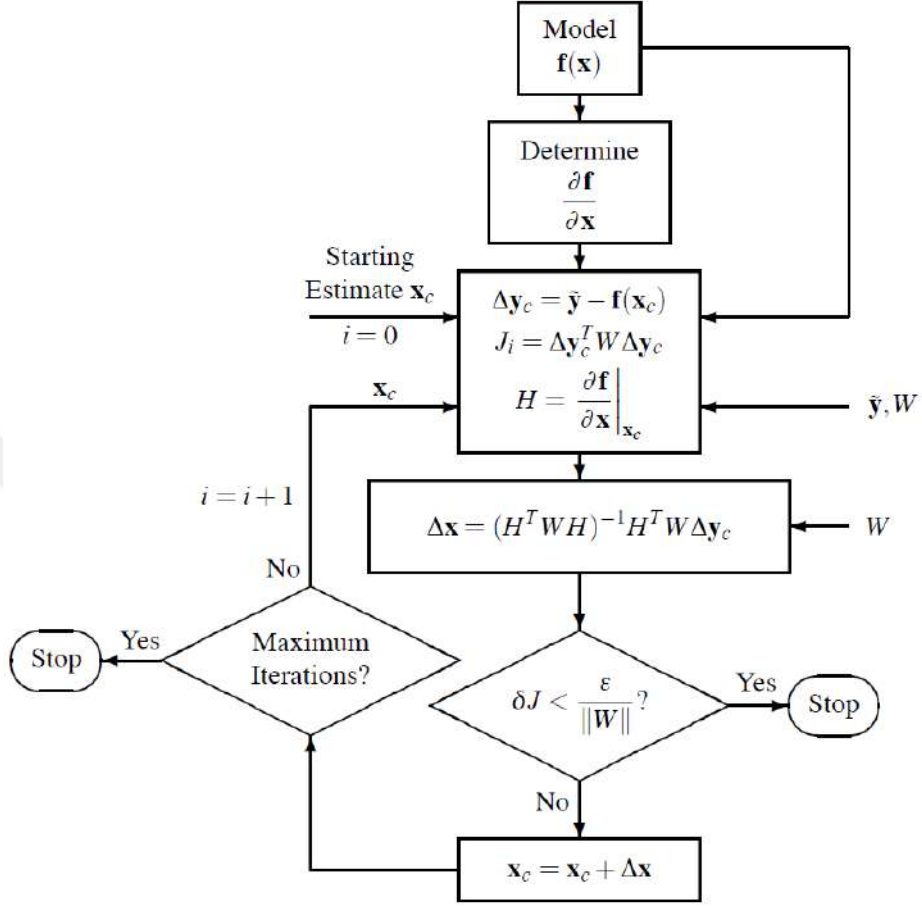 Model
f(x)
Determine
∂f
∂x
Starting
Estimate x_c
i = 0
Δy_c = ỹ − f(x_c)
J_i = Δy_c^T W Δy_c
H = ∂f/∂x |_x_c
x_c
ỹ, W
i = i + 1
Δx = (H^T W H)^−1 H^T W Δy_c
W
No
Maximum
Iterations?
Yes
Stop
δJ < ε/‖W‖ ?
Yes
Stop
No
x_c = x_c + Δx